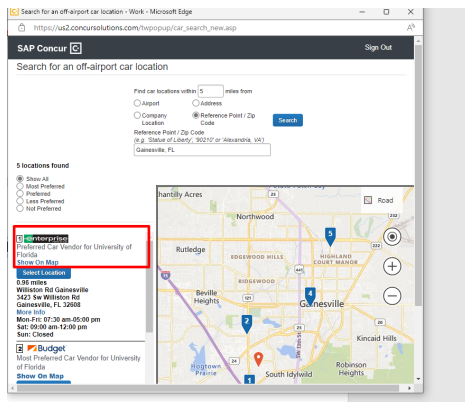 Search for an off-airport car location - Work - Microsoft Edge
https://us2.concursolutions.com/twpopup/car_search_new.asp
SAP Concur C
Sign Out
Search for an off-airport car location
Find car locations within 5 miles from
Airport
Address
Company Location
Reference Point / Zip Code
Search
Reference Point / Zip Code
(e.g. 'Statue of Liberty', '90210' or 'Alexandria, VA')
Gainesville, FL
5 locations found
Show All
Most Preferred
Preferred
Less Preferred
Not Preferred
1 enterprise
Preferred Car Vendor for University of
Florida
Show On Map
Select Location
0.96 miles
Williston Rd Gainesville
3423 Sw Williston Rd
Gainesville, FL 32608
More Info
Mon-Fri: 07:30 am-05:00 pm
Sat: 09:00 am-12:00 pm
Sun: Closed
2 Budget
Most Preferred Car Vendor for University
of Florida
Show On Map
hantilly Acres
25
Road
Northwood
232
5
Rutledge
EDGEWOOD HILLS
HIGHLAND
COURT MANOR
222
441
RIDGEWOOD
Beville
Heights
121
4
Gainesville
2
20
25
Kincaid Hills
24
Hogtown
Prairie
Robinson
Heights
South Idylwild
1